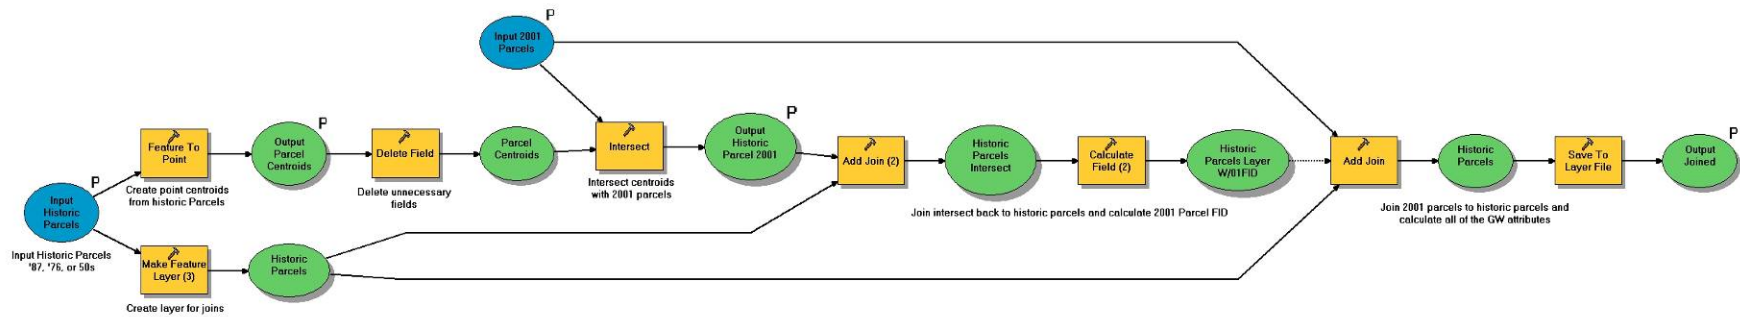 P
Input 2001
Parcels
P
Input
Historic
Parcels
Input Historic Parcels
'87, '76, or 50s
Feature To
Point
Create point centroids
from historic Parcels
P
Output
Parcel
Centroids
Delete Field
Delete unnecessary
fields
Parcel
Centroids
Intersect
Intersect centroids
with 2001 parcels
P
Output
Historic
Parcel 2001
Make Feature
Layer (3)
Create layer for joins
Historic
Parcels
Add Join (2)
Historic
Parcels
Intersect
Calculate
Field (2)
Join intersect back to historic parcels and calculate 2001 Parcel FID
Historic
Parcels Layer
W/01FID
Add Join
Historic
Parcels
Join 2001 parcels to historic parcels and
calculate all of the GW attributes
Save To
Layer File
P
Output
Joined